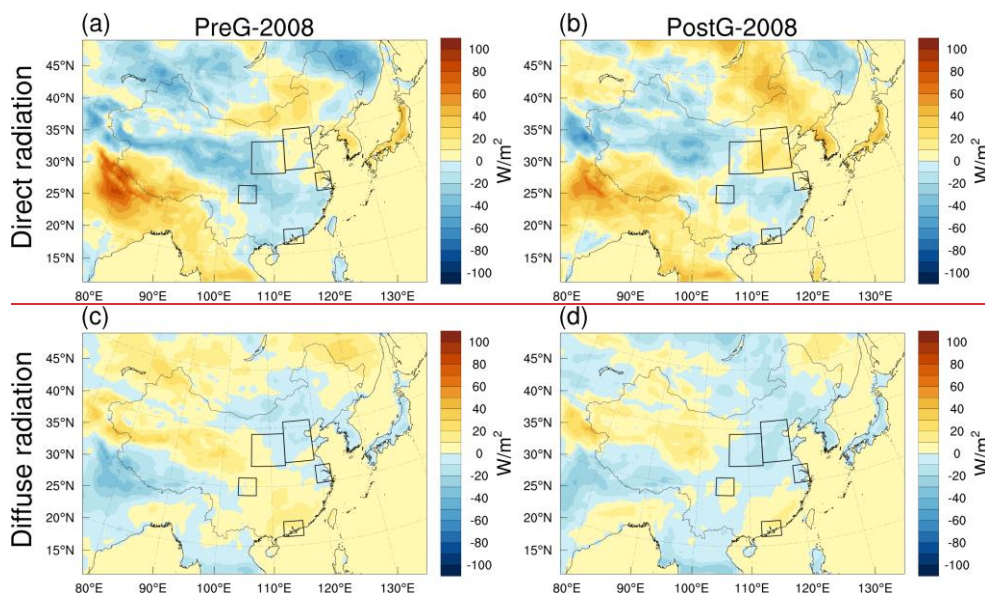 (a) PreG-2008
(b) PostG-2008
Direct radiation
45°N
40°N
35°N
30°N
25°N
20°N
15°N
80°E 90°E 100°E 110°E 120°E 130°E
100
80
60
40
20
0
-20
-40
-60
-80
-100
W/m²
45°N
40°N
35°N
30°N
25°N
20°N
15°N
80°E 90°E 100°E 110°E 120°E 130°E
100
80
60
40
20
0
-20
-40
-60
-80
-100
W/m²
(c)
(d)
Diffuse radiation
45°N
40°N
35°N
30°N
25°N
20°N
15°N
80°E 90°E 100°E 110°E 120°E 130°E
100
80
60
40
20
0
-20
-40
-60
-80
-100
W/m²
45°N
40°N
35°N
30°N
25°N
20°N
15°N
80°E 90°E 100°E 110°E 120°E 130°E
100
80
60
40
20
0
-20
-40
-60
-80
-100
W/m²